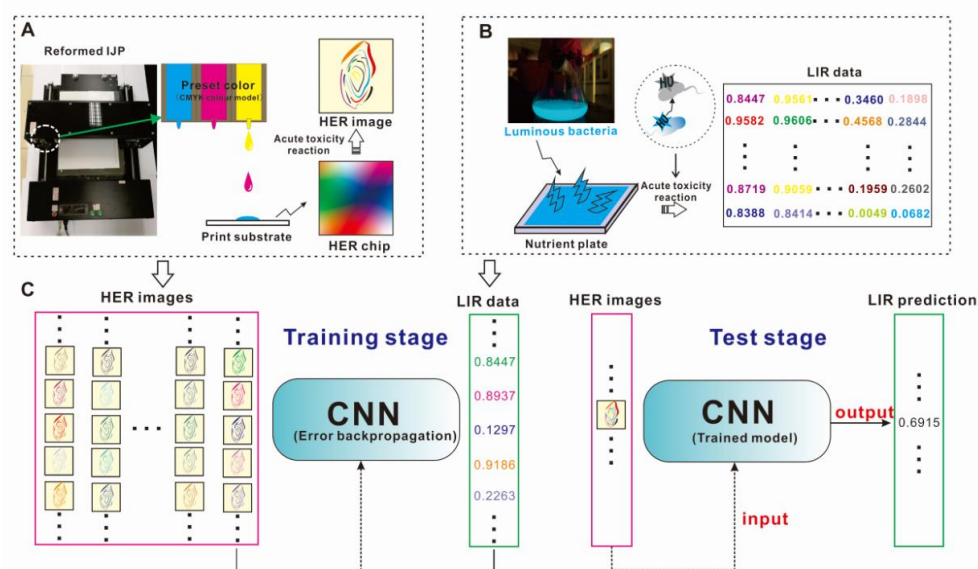 A
Reformed IJP
Preset color
(CMYK colour model)
HER image
Acute toxicity
reaction
Print substrate
HER chip
B
Luminous bacteria
Nutrient plate
Acute toxicity
reaction
LIR data
0.8447 0.9561 ▪▪▪ 0.3460 0.1898
0.9582 0.9606 ▪▪▪ 0.4568 0.2844
0.8719 0.9059 ▪▪▪ 0.1959 0.2602
0.8388 0.8414 ▪▪▪ 0.0049 0.0682
C
HER images
Training stage
CNN
(Error backpropagation)
LIR data
0.8447
0.8937
0.1297
0.9186
0.2263
HER images
Test stage
CNN
(Trained model)
input
output
LIR prediction
0.6915